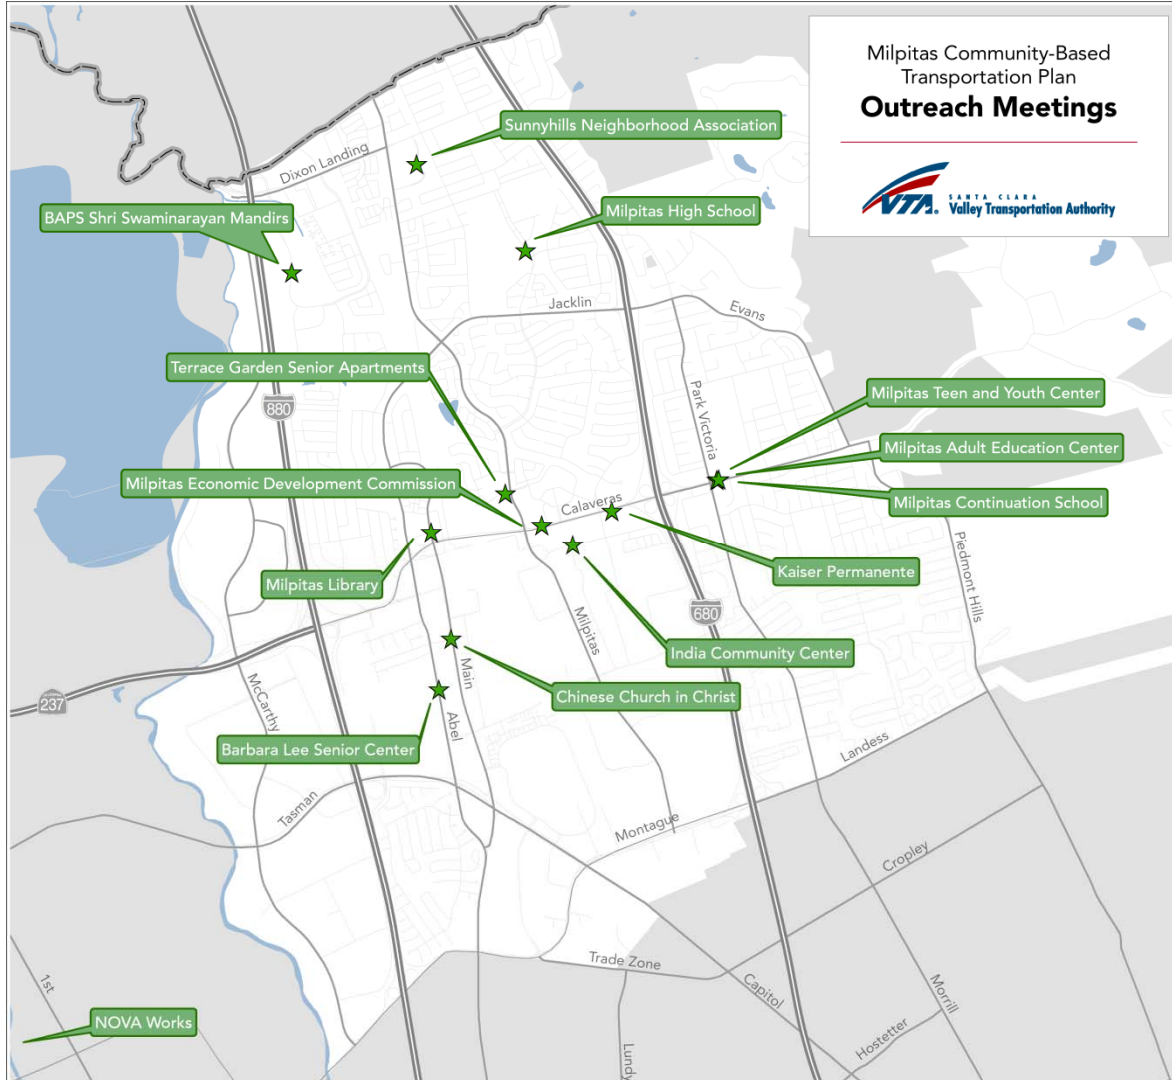 Milpitas Community-Based
Transportation Plan
Outreach Meetings
SANTA CLARA
VTA. Valley Transportation Authority
Sunnyhills Neighborhood Association
Dixon Landing
BAPS Shri Swaminarayan Mandirs
Milpitas High School
Jacklin
Evans
Terrace Garden Senior Apartments
880
Park Victoria
Milpitas Teen and Youth Center
Milpitas Adult Education Center
Milpitas Economic Development Commission
Calaveras
Milpitas Continuation School
Milpitas Library
Kaiser Permanente
Piedmont Hills
680
Milpitas
India Community Center
237
McCarthy
Main
Chinese Church in Christ
Abel
Barbara Lee Senior Center
Landess
Tasman
Montague
Cropley
Trade Zone
Capitol
Morrill
1st
NOVA Works
Hostetter
Lundy